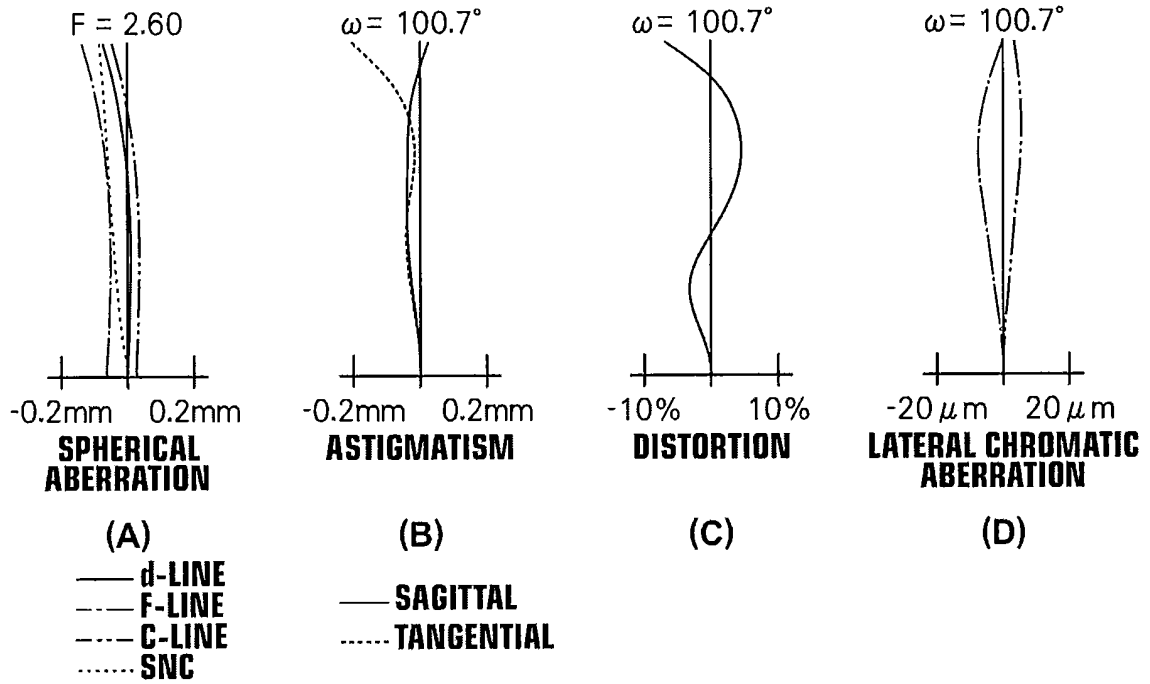 F = 2.60
ω= 100.7°
ω= 100.7°
ω= 100.7°
-0.2mm 0.2mm
-0.2mm 0.2mm
-10% 10%
-20 μm 20 μm
SPHERICAL
ABERRATION
ASTIGMATISM
DISTORTION
LATERAL CHROMATIC
ABERRATION
(A)
(B)
(C)
(D)
d-LINE
F-LINE
C-LINE
SNC
SAGITTAL
TANGENTIAL